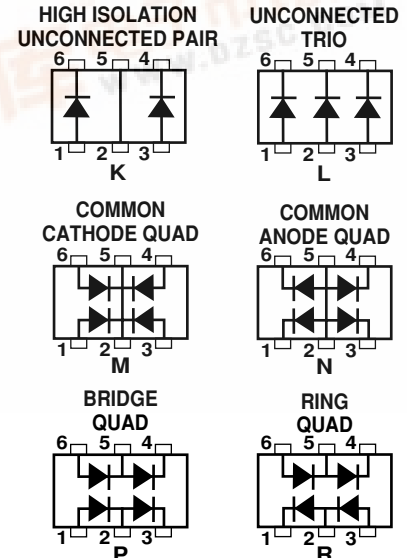 HIGH ISOLATION
UNCONNECTED PAIR
6 5 4
1 2 3
K
UNCONNECTED
TRIO
6 5 4
1 2 3
L
COMMON
CATHODE QUAD
6 5 4
1 2 3
M
COMMON
ANODE QUAD
6 5 4
1 2 3
N
BRIDGE
QUAD
6 5 4
1 2 3
P
RING
QUAD
6 5 4
1 2 3
R